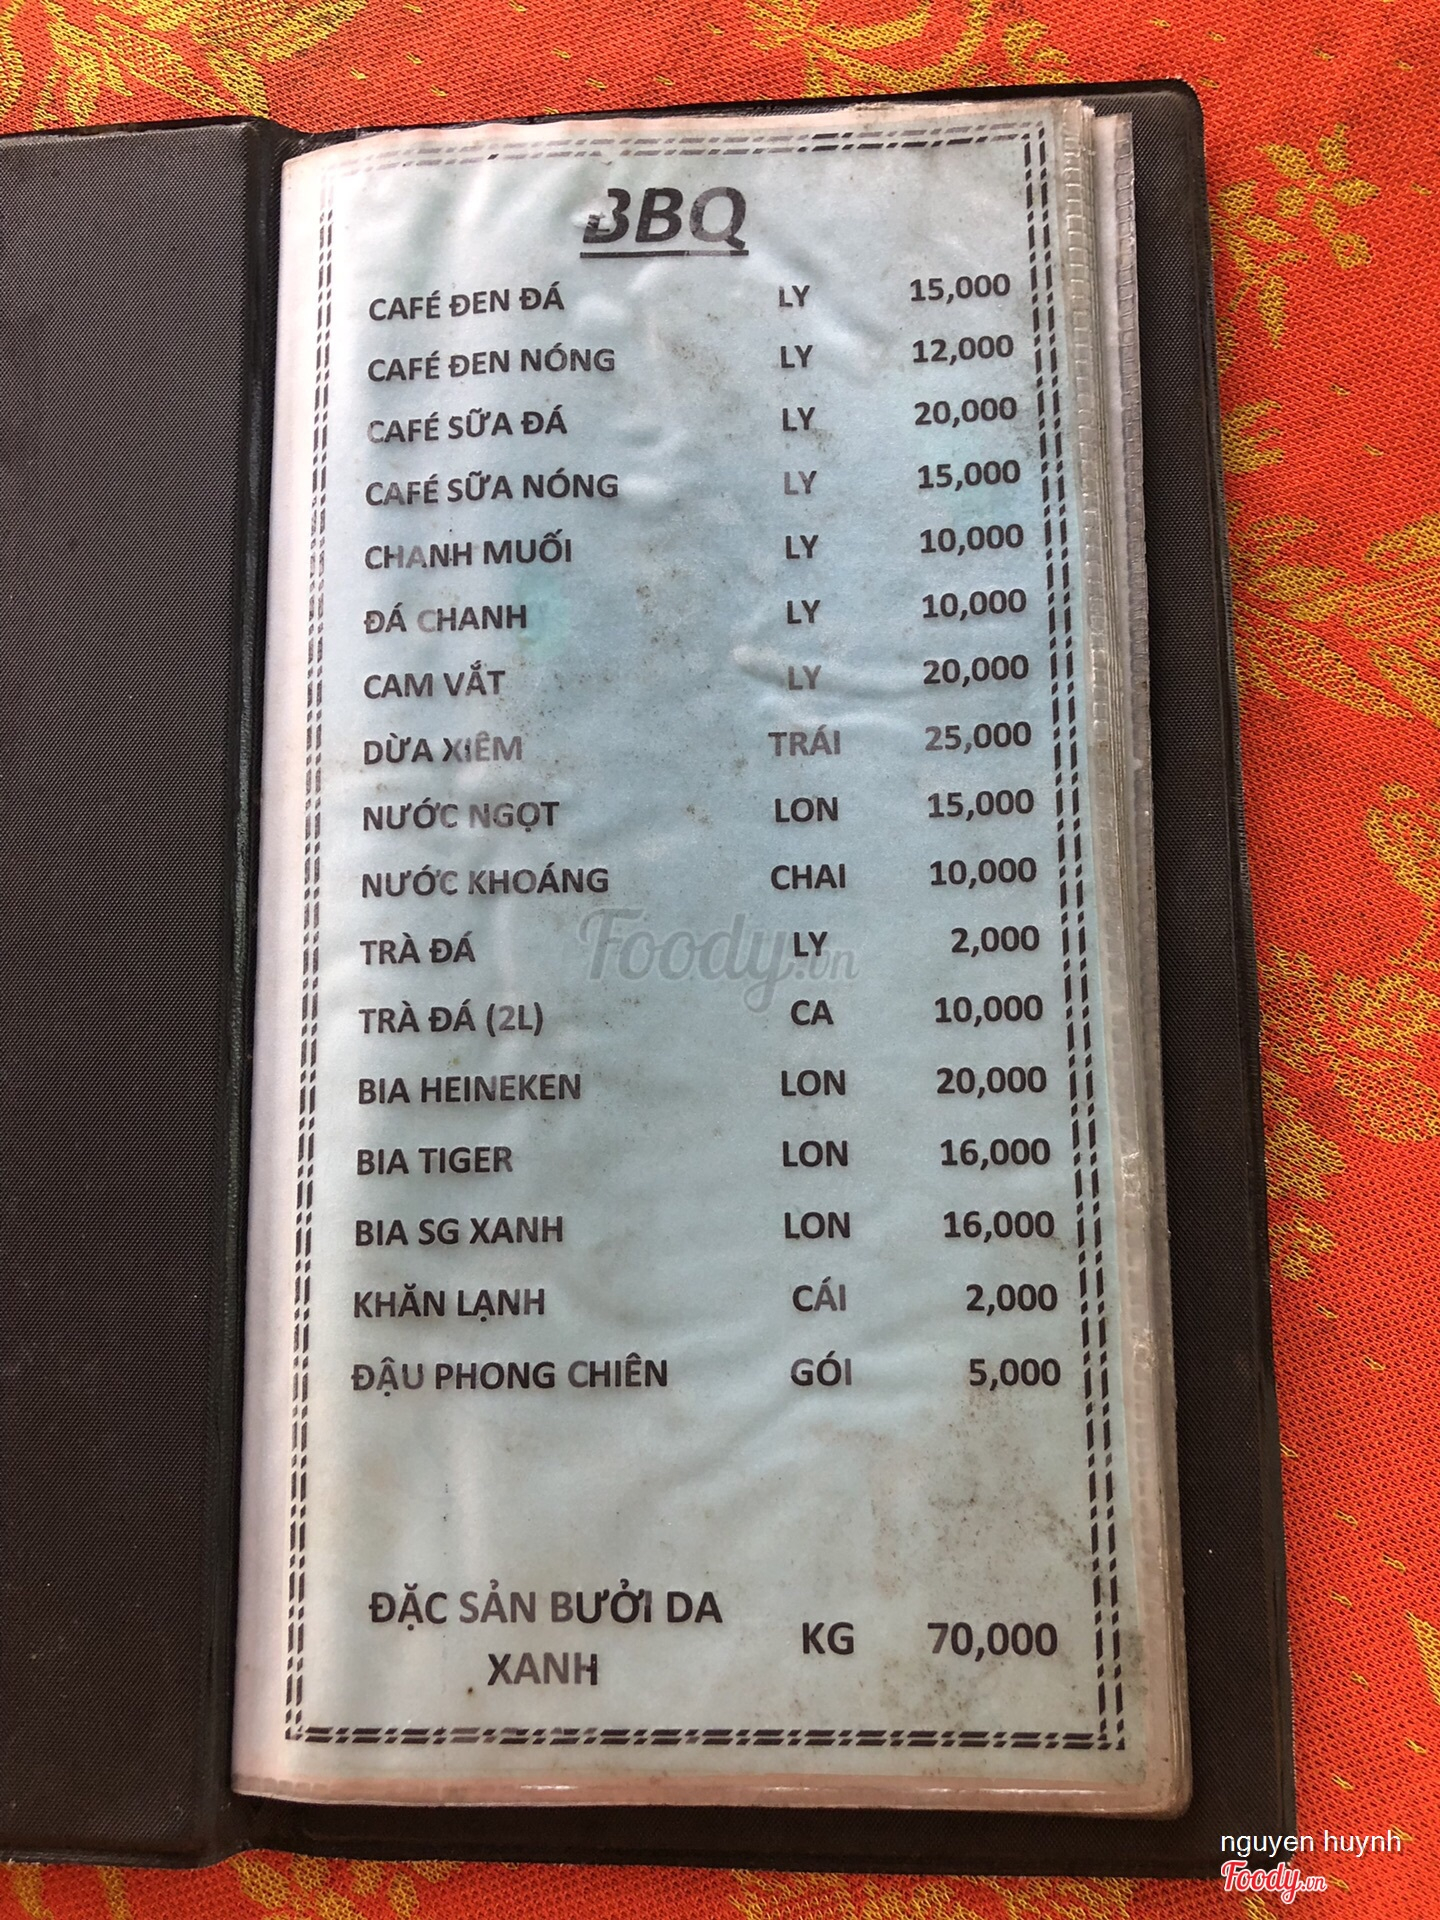 BBQ
CAFÉ ĐEN ĐÁ LY 15,000
CAFÉ ĐEN NÓNG LY 12,000
CAFÉ SỮA ĐÁ LY 20,000
CAFÉ SỮA NÓNG LY 15,000
CHANH MUỐI LY 10,000
ĐÁ CHANH LY 10,000
CAM VẮT LY 20,000
DỪA XIÊM TRÁI 25,000
NƯỚC NGỌT LON 15,000
NƯỚC KHOÁNG CHAI 10,000
TRÀ ĐÁ LY 2,000
Foody.vn
TRÀ ĐÁ (2L) CA 10,000
BIA HEINEKEN LON 20,000
BIA TIGER LON 16,000
BIA SG XANH LON 16,000
KHĂN LẠNH CÁI 2,000
ĐẬU PHONG CHIÊN GÓI 5,000
ĐẶC SẢN BƯỞI DA
XANH KG 70,000
nguyen huynh
Foody.vn